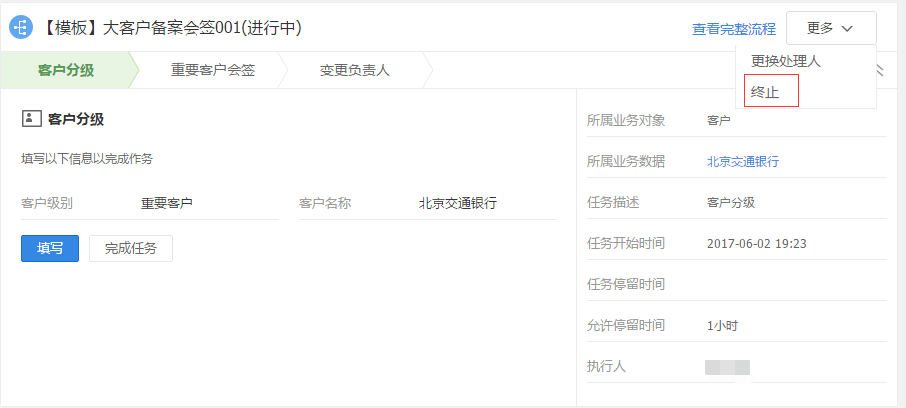 【模板】大客户备案会签001(进行中)
查看完整流程
更多
更换处理人
终止
客户分级
重要客户会签
变更负责人
客户分级
填写以下信息以完成作务
客户级别
重要客户
客户名称
北京交通银行
填写
完成任务
所属业务对象
客户
所属业务数据
北京交通银行
任务描述
客户分级
任务开始时间
2017-06-02 19:23
任务停留时间
允许停留时间
1小时
执行人